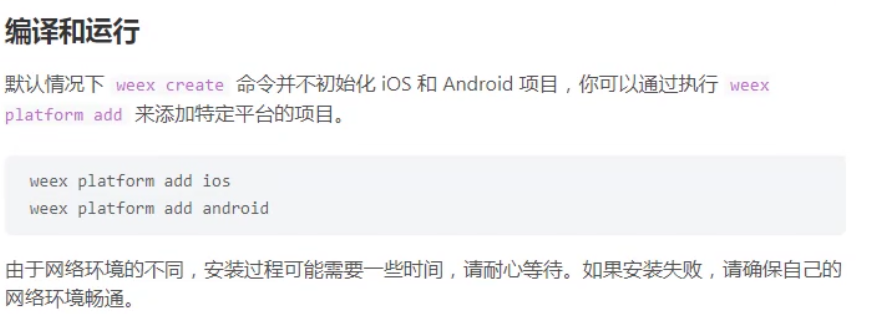 编译和运行
默认情况下 weex create 命令并不初始化 iOS 和 Android 项目，你可以通过执行 weex
platform add 来添加特定平台的项目。
weex platform add ios
weex platform add android
由于网络环境的不同，安装过程可能需要一些时间，请耐心等待。如果安装失败，请确保自己的
网络环境畅通。